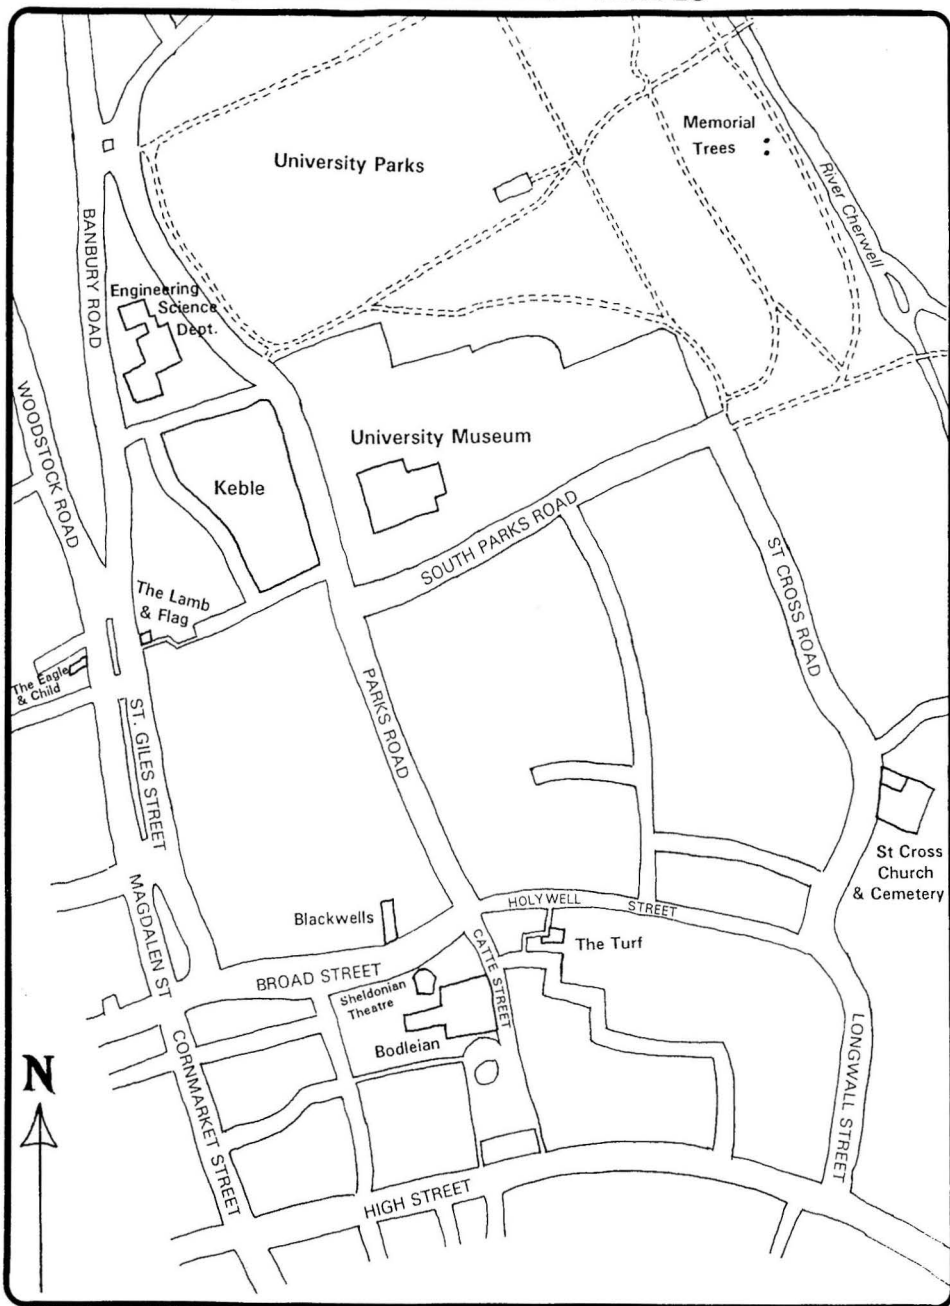 University Parks
Memorial
Trees
River Cherwell
BANBURY ROAD
Engineering
Science
Dept.
WOODSTOCK ROAD
University Museum
Keble
SOUTH PARKS ROAD
ST CROSS ROAD
The Lamb
& Flag
The Eagle
& Child
ST. GILES STREET
PARKS ROAD
St Cross
Church
& Cemetery
MAGDALEN ST
Blackwells
HOLYWELL STREET
The Turf
CATTE STREET
BROAD STREET
Sheldonian
Theatre
Bodleian
CORNMARKET STREET
LONGWALL STREET
HIGH STREET
N